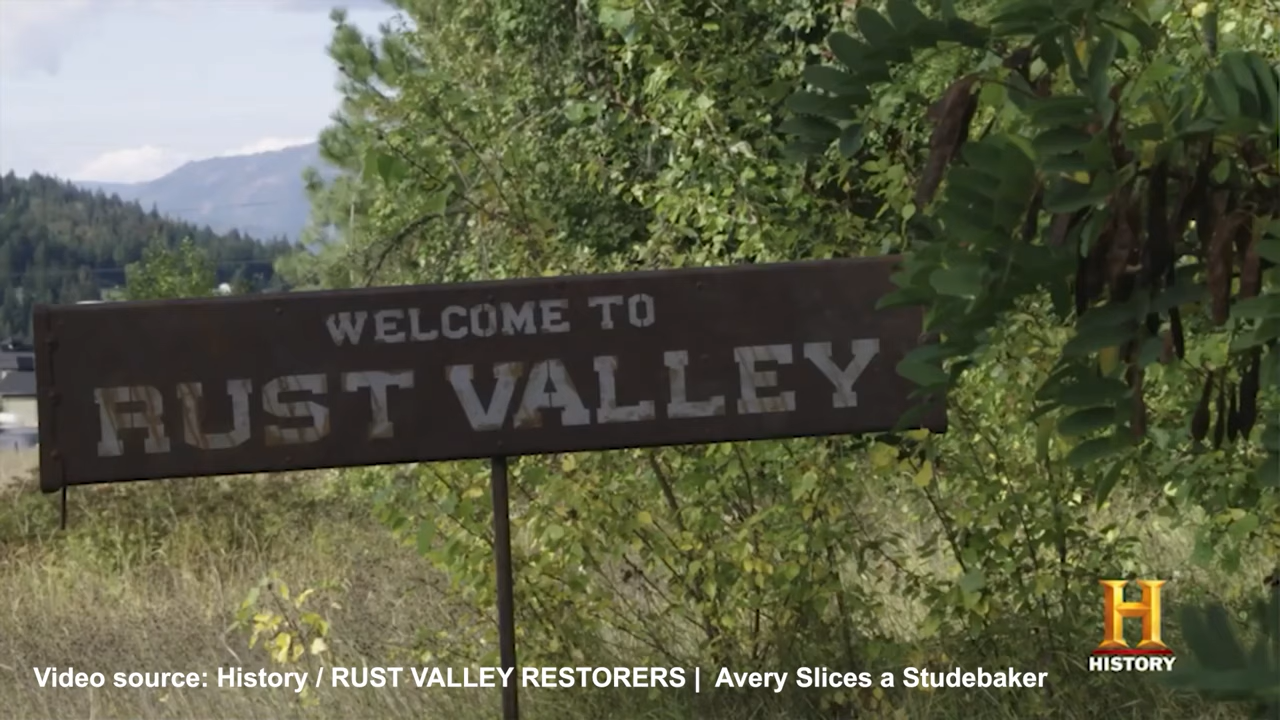 WELCOME TO
RUST VALLEY
H
HISTORY
Video source: History / RUST VALLEY RESTORERS | Avery Slices a Studebaker